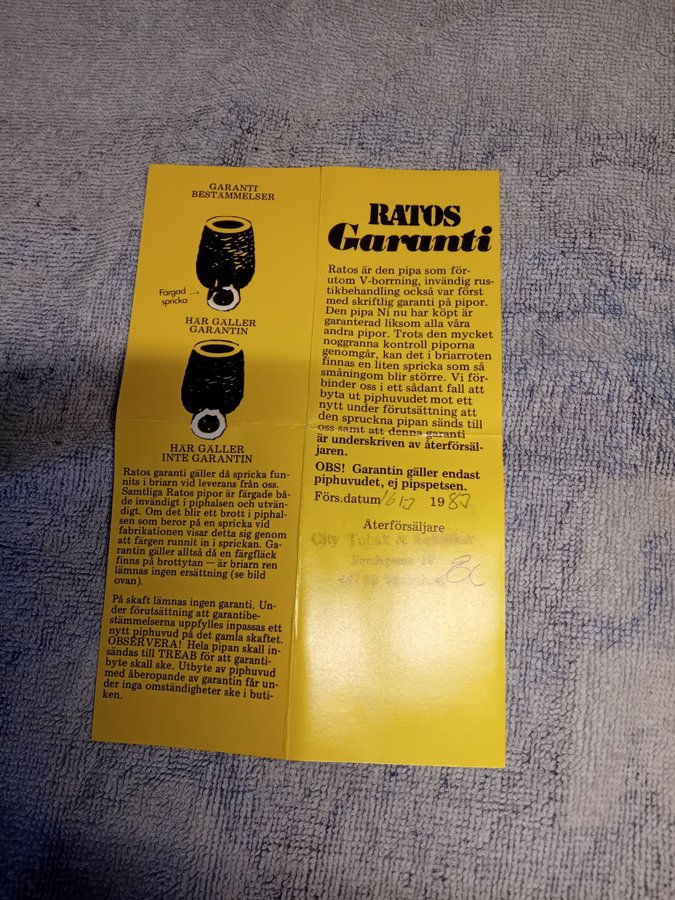 GARANTI
BESTÄMMELSER
Färgad
spricka
HÄR GÄLLER
GARANTIN
HÄR GÄLLER
INTE GARANTIN
Ratos garanti gäller då spricka fun-
nits i briarn vid leverans från oss.
Samtliga Ratos pipor är färgade bå-
de invändigt i piphalsen och utvän-
digt. Om det blir ett brott i piphal-
sen som beror på en spricka vid
fabrikationen visar detta sig genom
att färgen runnit in i sprickan. Ga-
rantin gäller alltså då en färgfläck
finns på brottytan – är briarn ren
lämnas ingen ersättning (se bild
ovan).
På skaft lämnas ingen garanti. Un-
der förutsättning att garantibe-
stämmelserna uppfylles inpassas ett
nytt piphuvud på det gamla skaftet.
OBSERVERA! Hela pipan skall in-
sändas till TREAB för att garanti-
byte skall ske. Utbyte av piphuvud
med åberopande av garantin får un-
der inga omständigheter ske i buti-
ken.
RATOS
Garanti
Ratos är den pipa som för-
utom V-borrning, invändig rus-
tikbehandling också var först
med skriftlig garanti på pipor.
Den pipa Ni nu har köpt är
garanterad liksom alla våra
andra pipor. Trots den mycket
noggranna kontroll piporna
genomgår, kan det i briarroten
finnas en liten spricka som så
småningom blir större. Vi för-
binder oss i ett sådant fall att
byta ut piphuvudet mot ett
nytt under förutsättning att
den spruckna pipan sänds till
oss samt att denna garanti
är underskriven av återförsäl-
jaren.
OBS! Garantin gäller endast
piphuvudet, ej pipspetsen.
Förs.datum 19 87
Återförsäljare
City Tobak &